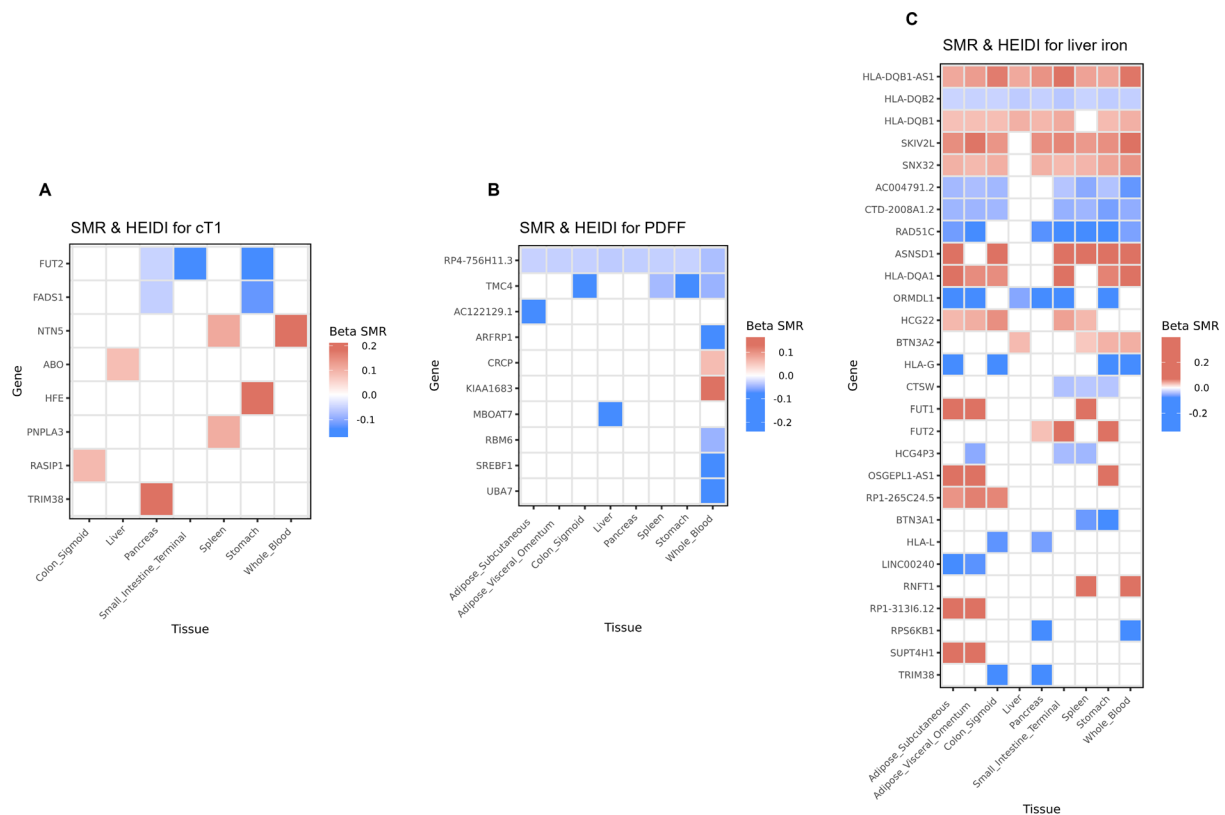 A
SMR & HEIDI for cT1
FUT2
FADS1
NTN5
ABO
HFE
PNPLA3
RASIP1
TRIM38
Gene
Colon_Sigmoid
Liver
Pancreas
Small_Intestine_Terminal
Spleen
Stomach
Whole_Blood
Tissue
Beta SMR
0.2
0.1
0.0
-0.1
B
SMR & HEIDI for PDFF
RP4-756H11.3
TMC4
AC122129.1
ARFRP1
CRCP
KIAA1683
MBOAT7
RBM6
SREBF1
UBA7
Gene
Adipose_Subcutaneous
Adipose_Visceral_Omentum
Colon_Sigmoid
Liver
Pancreas
Spleen
Stomach
Whole_Blood
Tissue
Beta SMR
0.1
0.0
-0.1
-0.2
C
SMR & HEIDI for liver iron
HLA-DQB1-AS1
HLA-DQB2
HLA-DQB1
SKIV2L
SNX32
AC004791.2
CTD-2008A1.2
RAD51C
ASNSD1
HLA-DQA1
ORMDL1
HCG22
BTN3A2
HLA-G
CTSW
FUT1
FUT2
HCG4P3
OSGEPL1-AS1
RP1-265C24.5
BTN3A1
HLA-L
LINC00240
RNFT1
RP1-313I6.12
RPS6KB1
SUPT4H1
TRIM38
Gene
Adipose_Subcutaneous
Adipose_Visceral_Omentum
Colon_Sigmoid
Liver
Pancreas
Small_Intestine_Terminal
Spleen
Stomach
Whole_Blood
Tissue
Beta SMR
0.2
0.0
-0.2